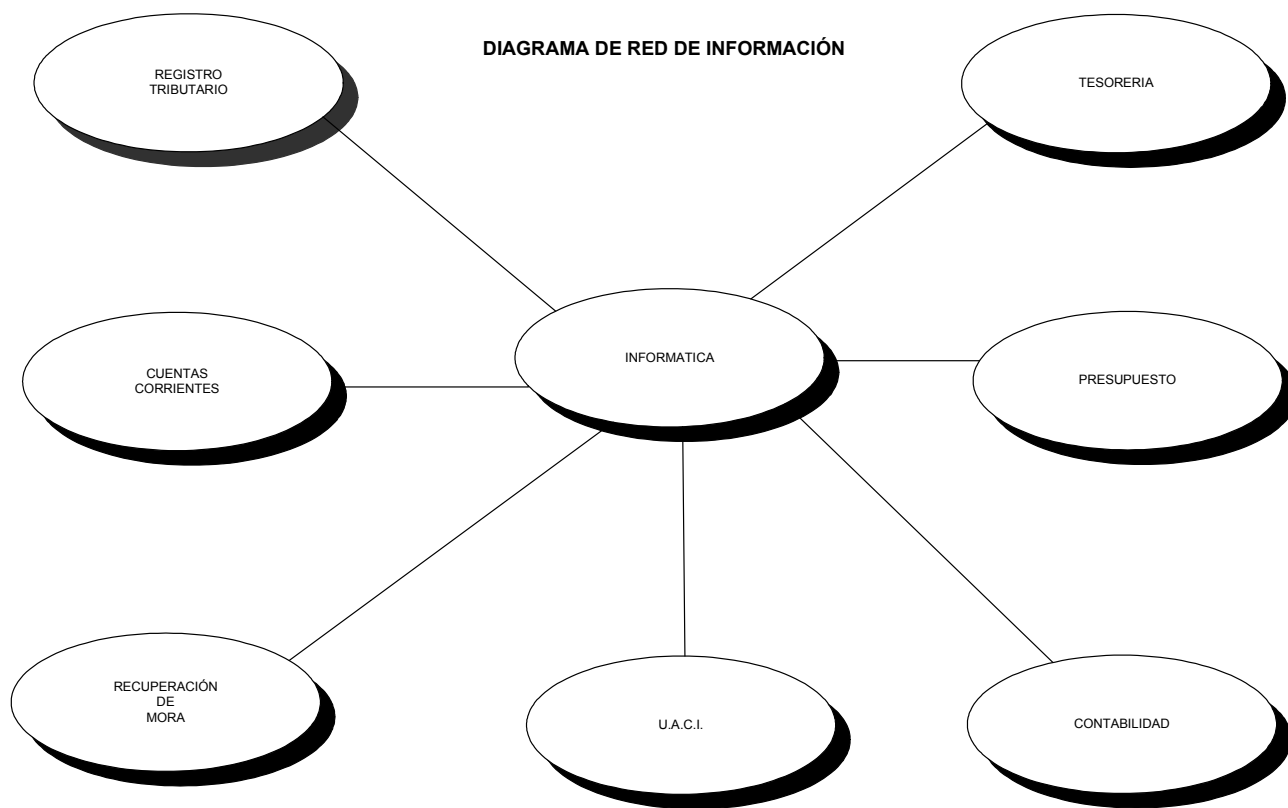 DIAGRAMA DE RED DE INFORMACIÓN
REGISTRO
TRIBUTARIO
TESORERIA
INFORMATICA
CUENTAS
CORRIENTES
PRESUPUESTO
RECUPERACIÓN
DE
MORA
U.A.C.I.
CONTABILIDAD